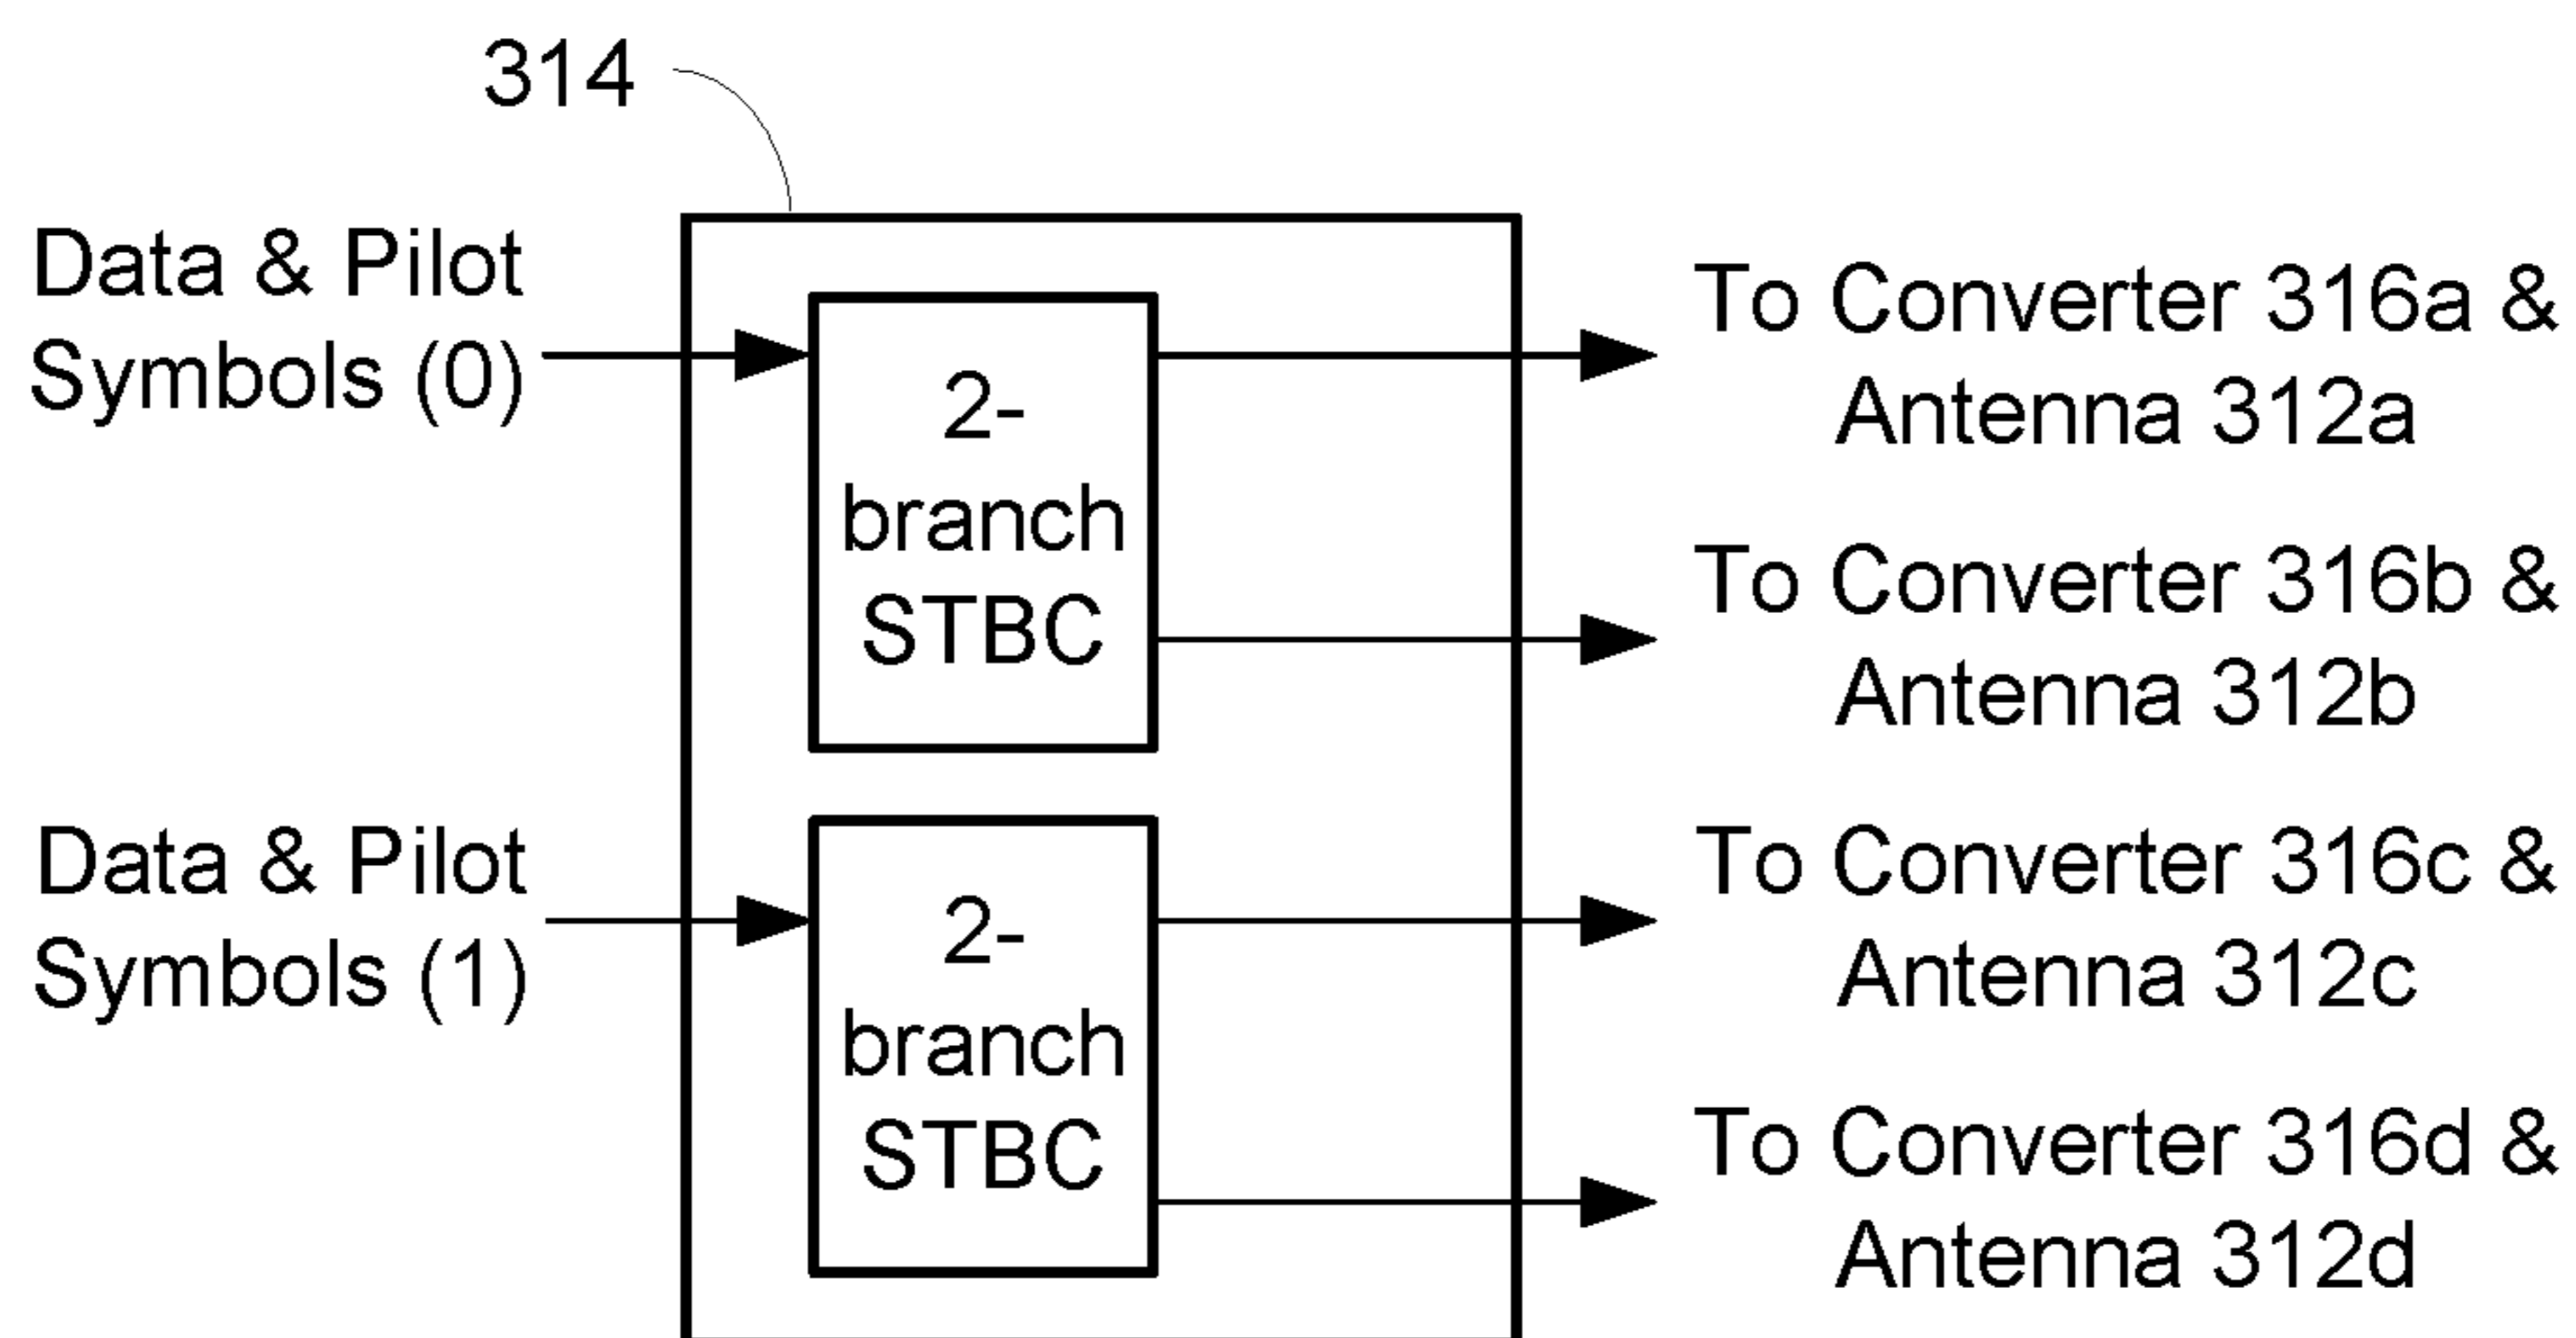 314
Data & Pilot
Symbols (0)
2-
branch
STBC
To Converter 316a &
Antenna 312a
To Converter 316b &
Antenna 312b
Data & Pilot
Symbols (1)
2-
branch
STBC
To Converter 316c &
Antenna 312c
To Converter 316d &
Antenna 312d